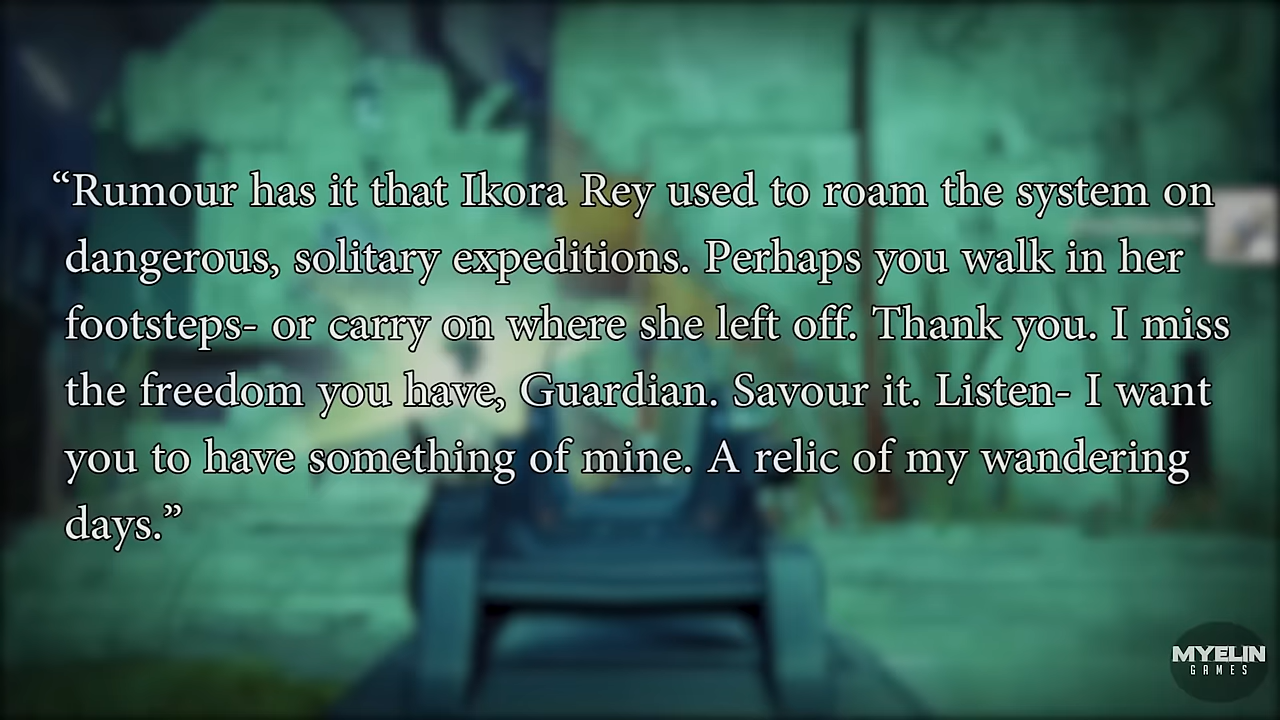 “Rumour has it that Ikora Rey used to roam the system on
dangerous, solitary expeditions. Perhaps you walk in her
footsteps- or carry on where she left off. Thank you. I miss
the freedom you have, Guardian. Savour it. Listen- I want
you to have something of mine. A relic of my wandering
days.”
MYELIN
GAMES